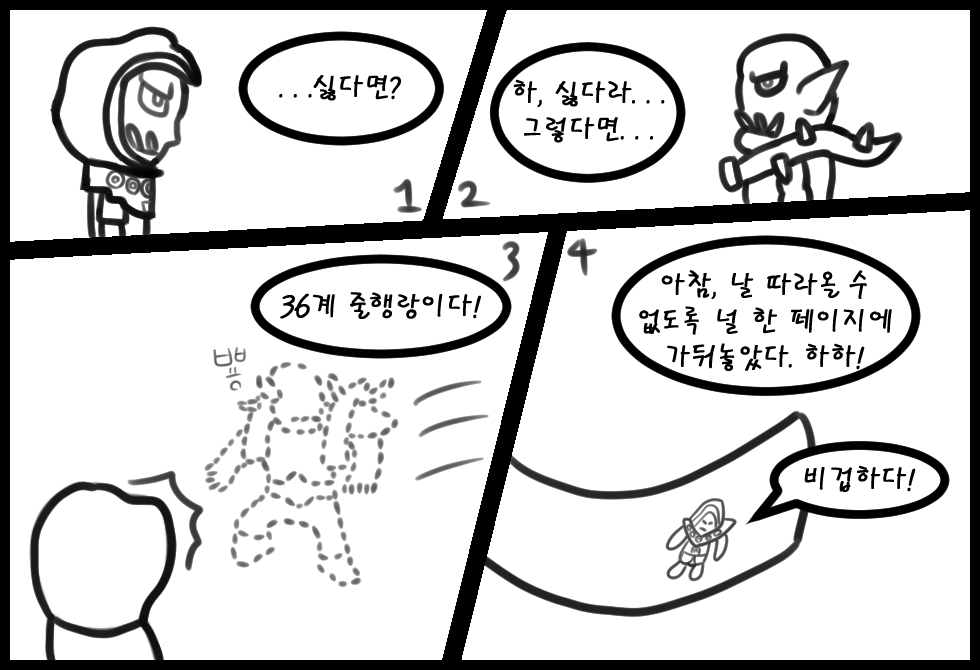 ...싫다면?
1
하, 싫다라...
그렇다면...
2
36계 줄행랑이다!
3
뿅
4
아참, 날 따라올 수
없도록 널 한 페이지에
가둬놓았다. 하하!
비겁하다!